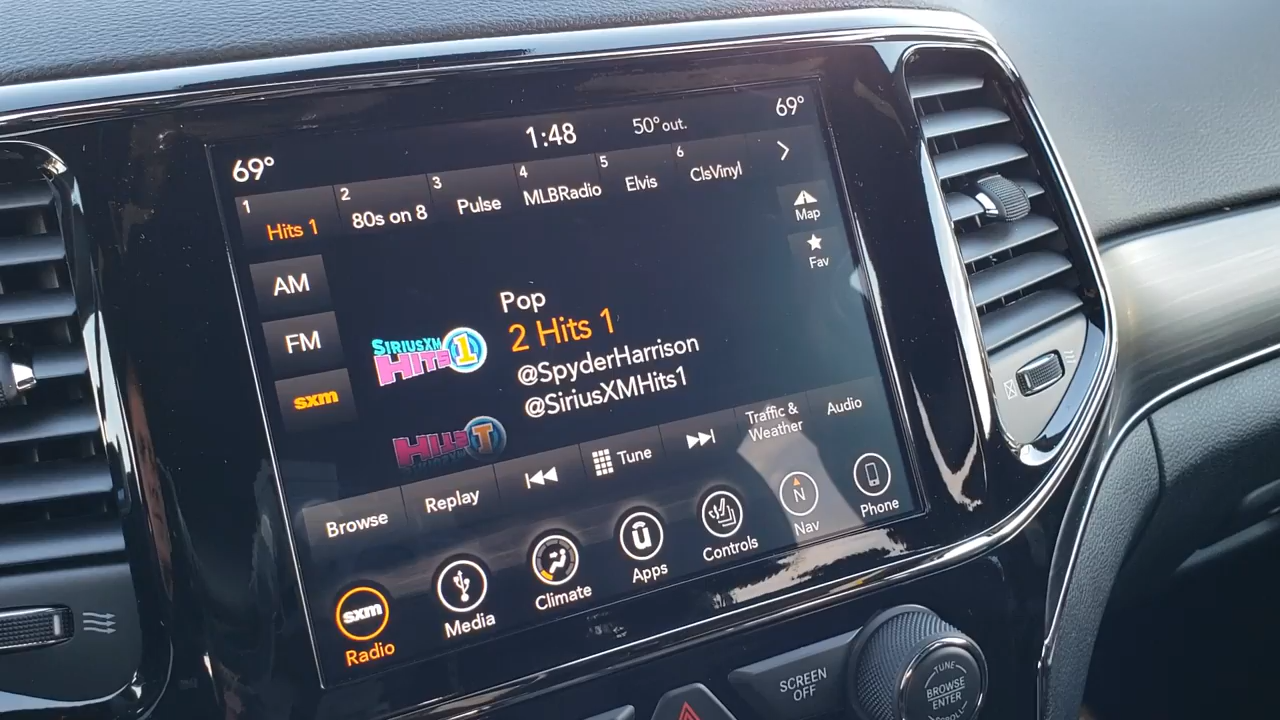 69°
1:48
50° out.
69°
1
Hits 1
2
80s on 8
3
Pulse
4
MLBRadio
5
Elvis
6
ClsVinyl
Map
Fav
AM
FM
sxm
SIRIUSXM
HITS 1
Pop
2 Hits 1
@SpyderHarrison
@SiriusXMHits1
Browse
Replay
Tune
Traffic &
Weather
Audio
sxm
Radio
Media
Climate
Apps
Controls
N
Nav
Phone
SCREEN
OFF
TUNE
BROWSE
ENTER
SCROLL